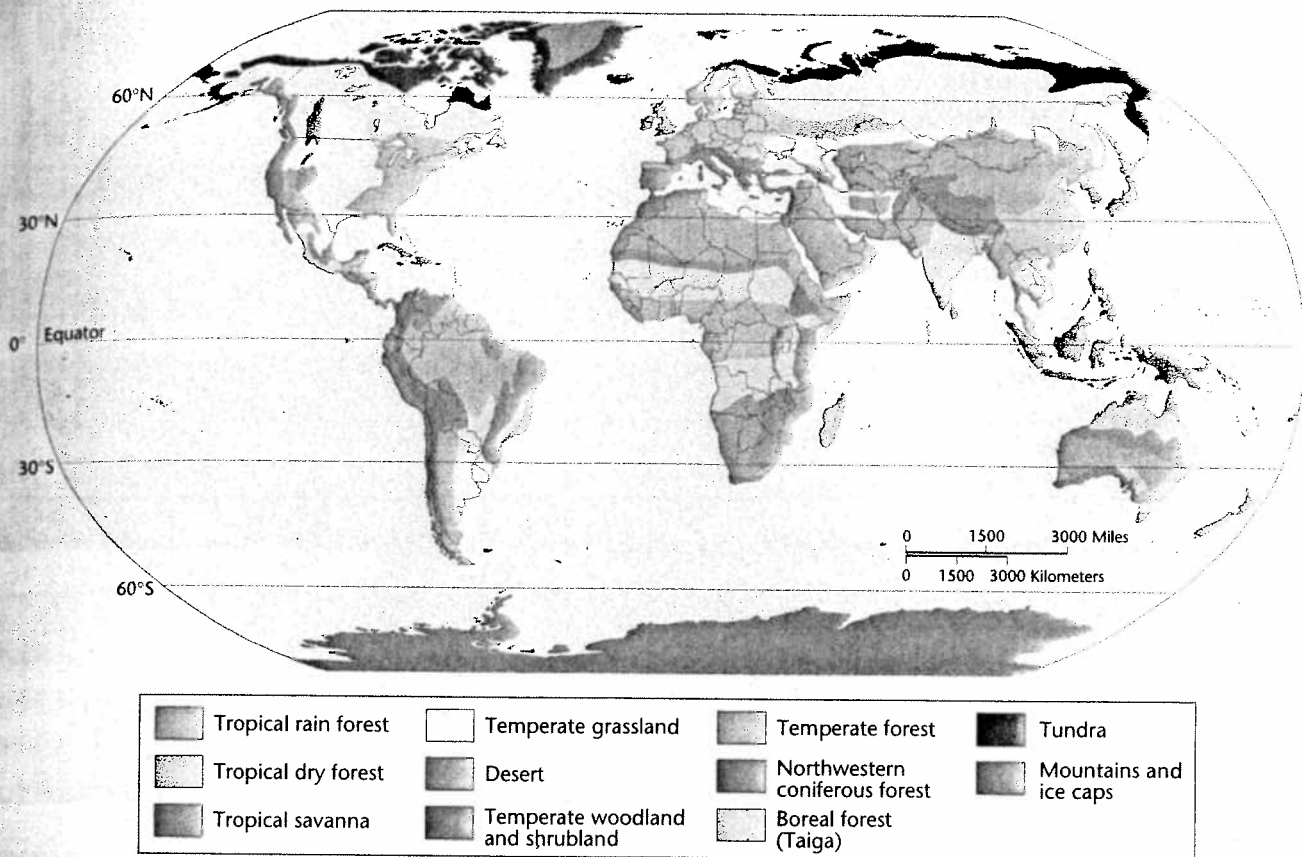 60°N
30°N
Equator
0°
30°S
60°S
0 1500 3000 Miles
0 1500 3000 Kilometers
Tropical rain forest
Tropical dry forest
Tropical savanna
Temperate grassland
Desert
Temperate woodland
and shrubland
Temperate forest
Northwestern
coniferous forest
Boreal forest
(Taiga)
Tundra
Mountains and
ice caps